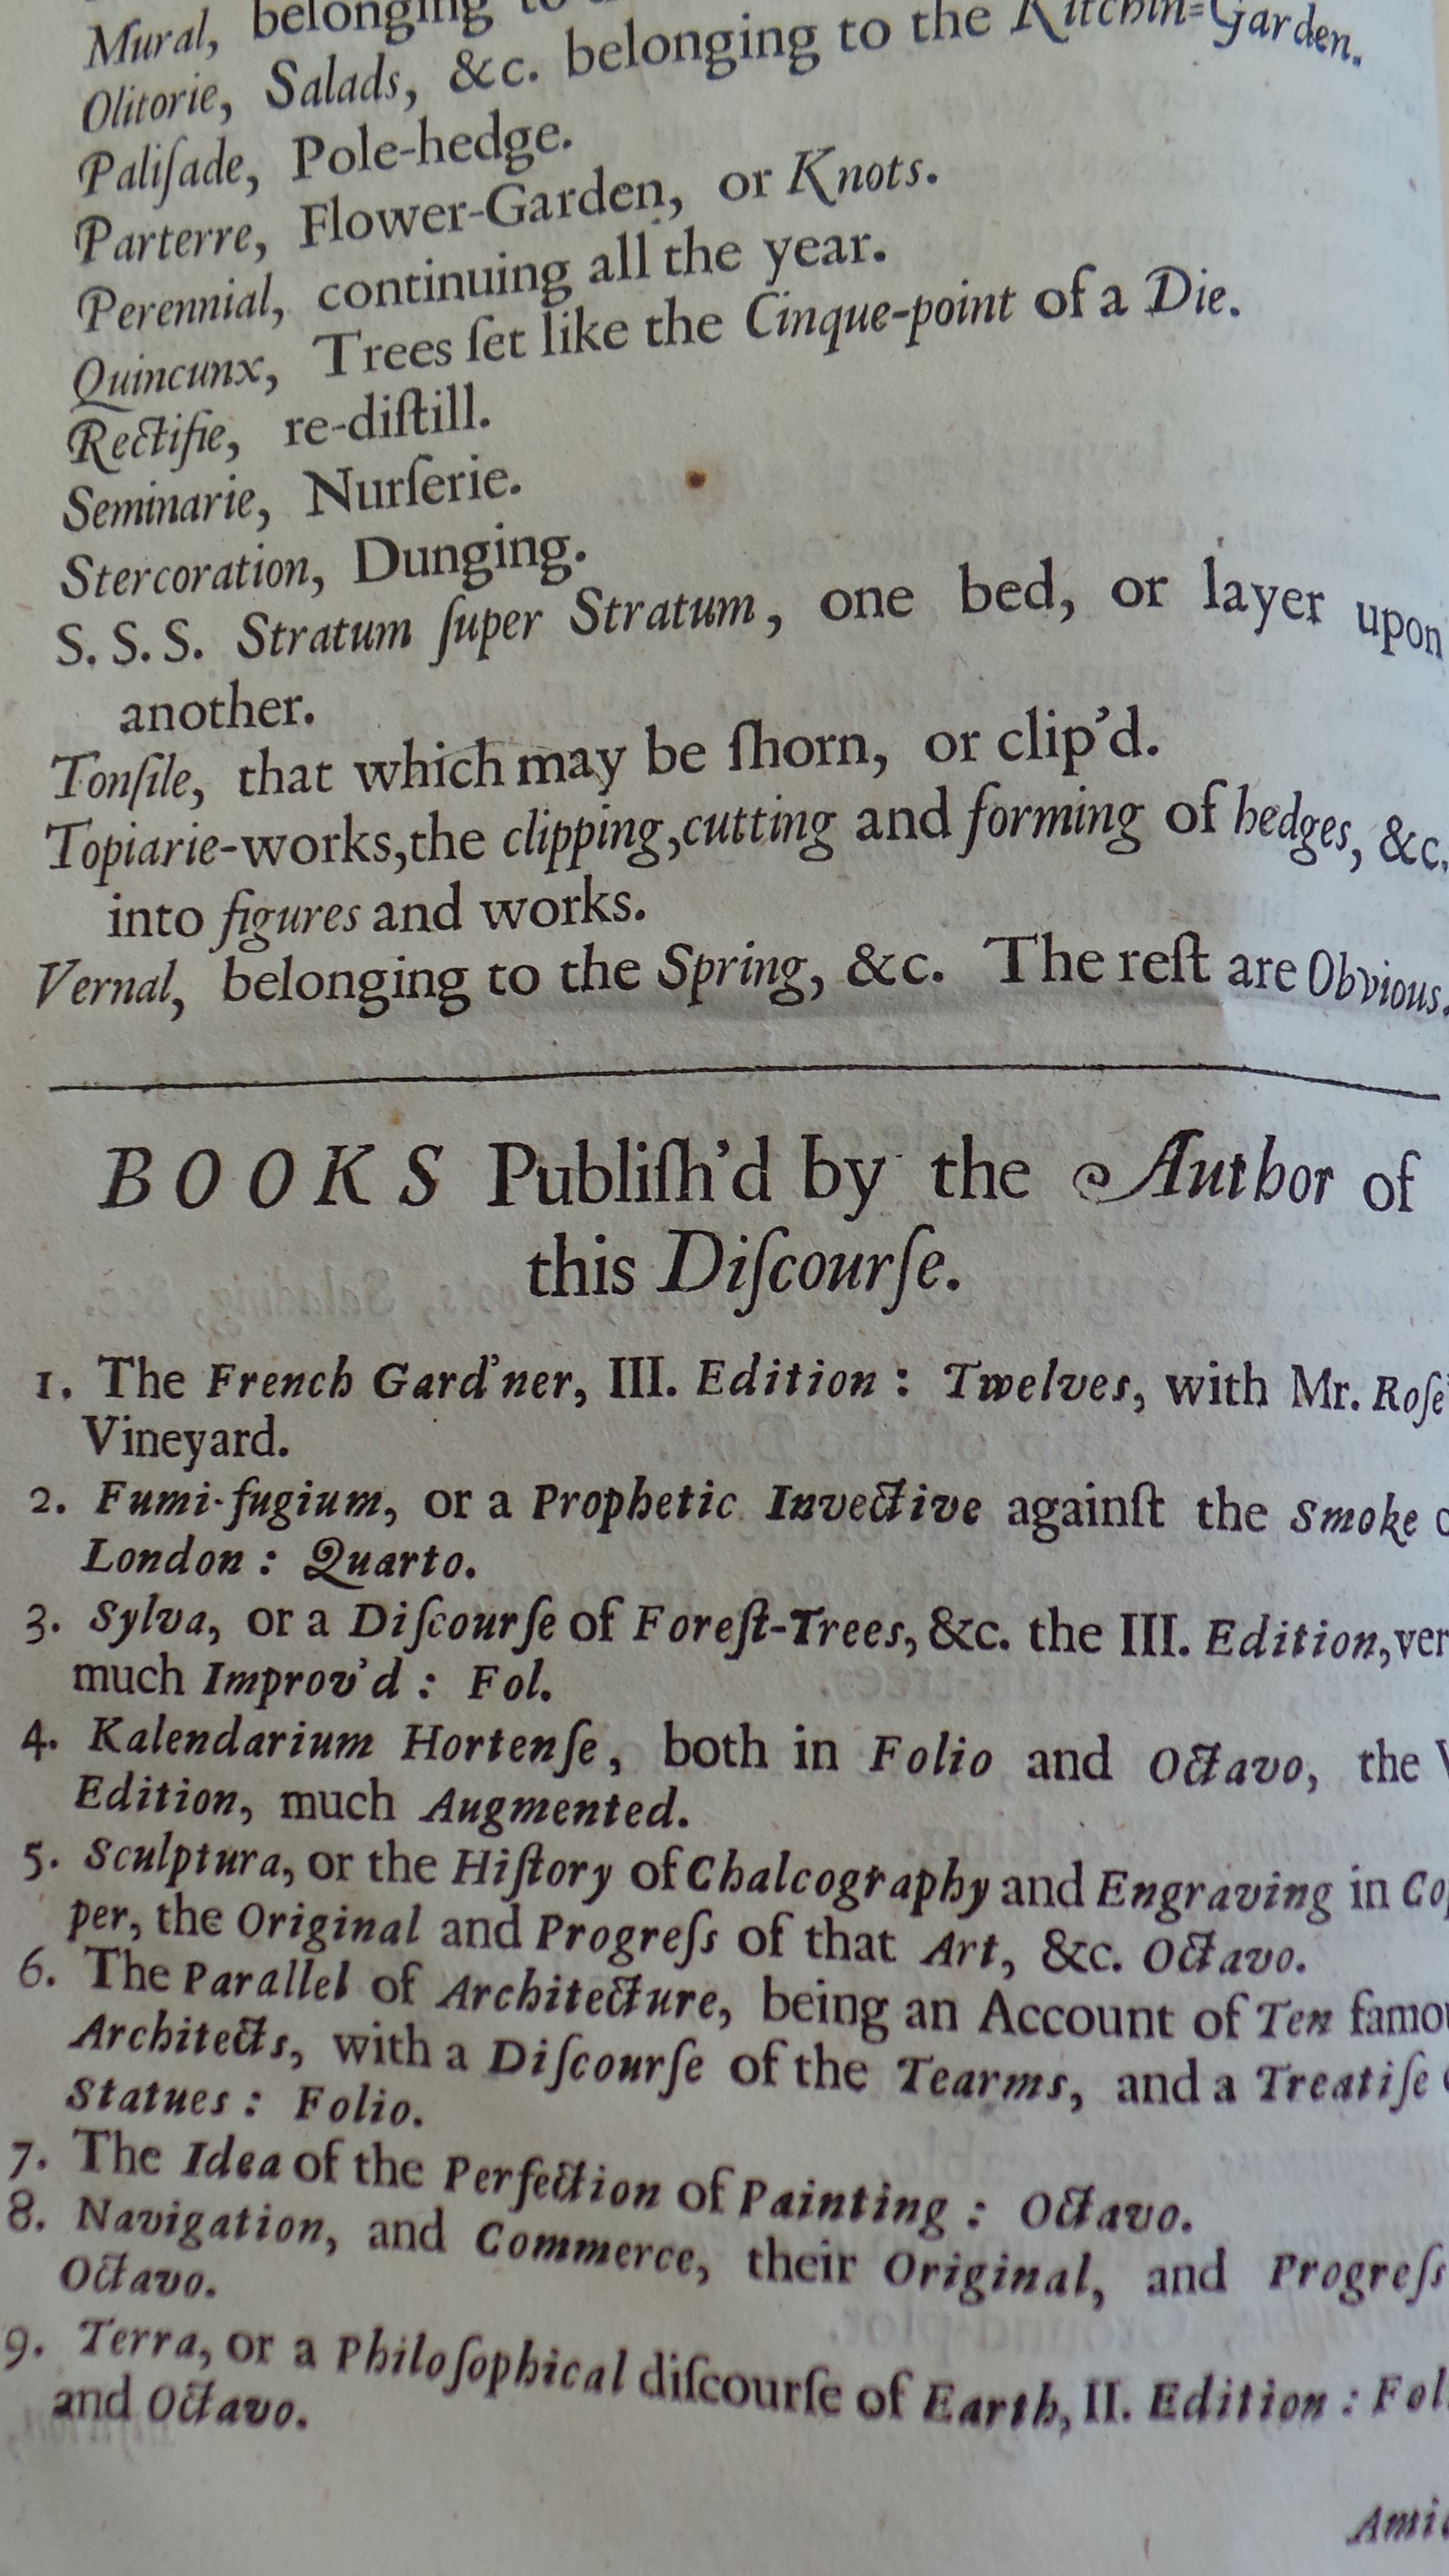 Mural, belonging to
Olitorie, Salads, &c. belonging to the Kitchin-Garden.
Paliſade, Pole-hedge.
Parterre, Flower-Garden, or Knots.
Perennial, continuing all the year.
Quincunx, Trees ſet like the Cinque-point of a Die.
Rectifie, re-diſtill.
Seminarie, Nurſerie.
Stercoration, Dunging.
S. S. S. Stratum ſuper Stratum, one bed, or layer upon
another.
Tonſile, that which may be ſhorn, or clip'd.
Topiarie-works, the clipping, cutting and forming of hedges, &c.
into figures and works.
Vernal, belonging to the Spring, &c. The reſt are Obvious.
BOOKS Publiſh'd by the Author of
this Diſcourſe.
1. The French Gard'ner, III. Edition : Twelves, with Mr. Roſe
Vineyard.
2. Fumi-fugium, or a Prophetic Invective againſt the Smoke
London : Quarto.
3. Sylva, or a Diſcourſe of Foreſt-Trees, &c. the III. Edition, ver
much Improv'd : Fol.
4. Kalendarium Hortenſe, both in Folio and Octavo, the
Edition, much Augmented.
5. Sculptura, or the Hiſtory of Chalcography and Engraving in Co
per, the Original and Progreſs of that Art, &c. Octavo.
6. The Parallel of Architecture, being an Account of Ten famo
Architects, with a Diſcourſe of the Tearms, and a Treatiſe
Statues : Folio.
7. The Idea of the Perfection of Painting : Octavo.
8. Navigation, and Commerce, their Original, and Progreſs
Octavo.
9. Terra, or a Philoſophical diſcourſe of Earth, II. Edition : Fol.
and Octavo.